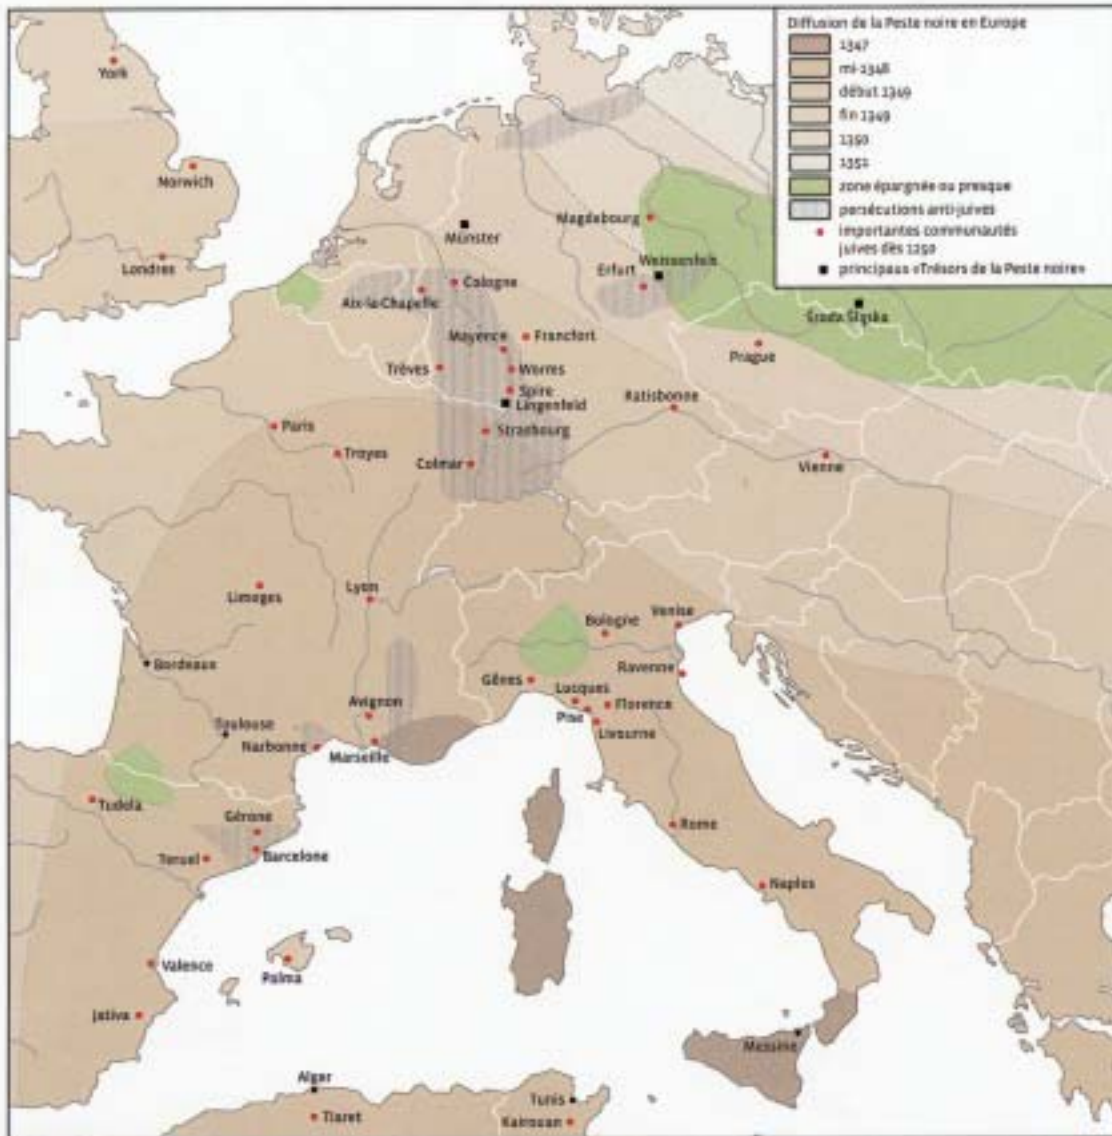 Diffusion de la Peste noire en Europe
1347
mi-1348
début 1349
fin 1349
1350
1351
zone épargnée ou presque
persécutions anti-juives
importantes communautés
juives dès 1250
principaux «Trésors de la Peste noire»
York
Norwich
Londres
Münster
Magdebourg
Weissenfels
Erfurt
Cologne
Aix-la-Chapelle
Środa Śląska
Mayence
Francfort
Prague
Trèves
Worms
Spire
Lingenfeld
Ratisbonne
Paris
Strasbourg
Troyes
Colmar
Vienne
Limoges
Lyon
Bologne
Venise
Bordeaux
Ravenne
Gênes
Lucques
Avignon
Florence
Pise
Toulouse
Livourne
Narbonne
Marseille
Tudela
Gérone
Rome
Teruel
Barcelone
Naples
Valence
Palma
Jativa
Messine
Alger
Tunis
Tiaret
Kairouan